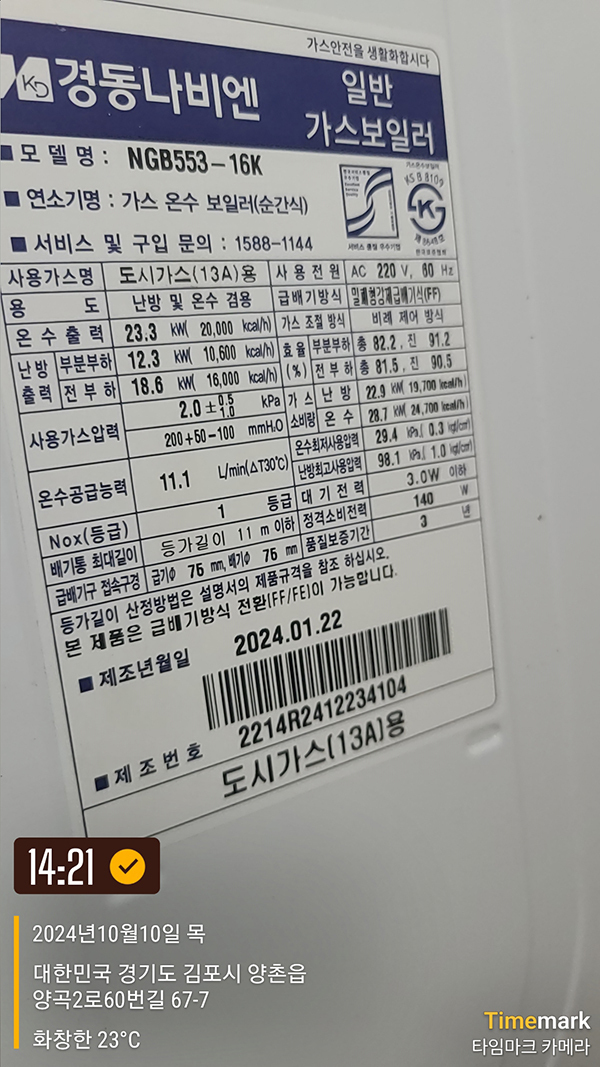 가스안전을 생활화합시다
KD 경동나비엔
일반
가스보일러
■ 모 델 명 : NGB553-16K
■ 연소기명 : 가스 온수 보일러(순간식)
■ 서비스 및 구입 문의 : 1588-1144
KS B 8109
서비스 품질 우수기업
한국표준협회
사용가스명 도시가스(13A)용 사용전원 AC 220 V, 60 Hz
용 도 난방 및 온수 겸용 급배기방식 밀폐형강제급배기식(FF)
온수출력 23.3 kW( 20,000 kcal/h) 가스 조절 방식 비례 제어 방식
난방출력 부분부하 12.3 kW( 10,600 kcal/h) 효율(%) 부분부하 총 82.2, 진 91.2
전부하 18.6 kW( 16,000 kcal/h) 전부하 총 81.5, 진 90.5
사용가스압력 2.0 ± 0.5 1.0 kPa 가스소비량 난방 22.9 kW( 19,700 kcal/h)
200+50-100 mmH₂O 온수 28.7 kW( 24,700 kcal/h)
온수최저사용압력 29.4 kPa,( 0.3 kgf/cm²)
온수공급능력 11.1 L/min(△T30℃) 난방최고사용압력 98.1 kPa,( 1.0 kgf/cm²)
Nox(등급) 1 등급 대기전력 3.0W 이하
배기통 최대길이 등가길이 11 m 이하 정격소비전력 140 W
급배기구 접속구경 급기Φ 75 mm, 배기Φ 75 mm 품질보증기간 3 년
등가길이 산정방법은 설명서의 제품규격을 참조 하십시오.
본 제품은 급배기방식 전환(FF/FE)이 가능합니다.
■ 제조년월일 2024.01.22
■ 제조번호 2214R2412234104
도시가스(13A)용
14:21
2024년10월10일 목
대한민국 경기도 김포시 양촌읍
양곡2로60번길 67-7
화창한 23°C
Timemark
타임마크 카메라